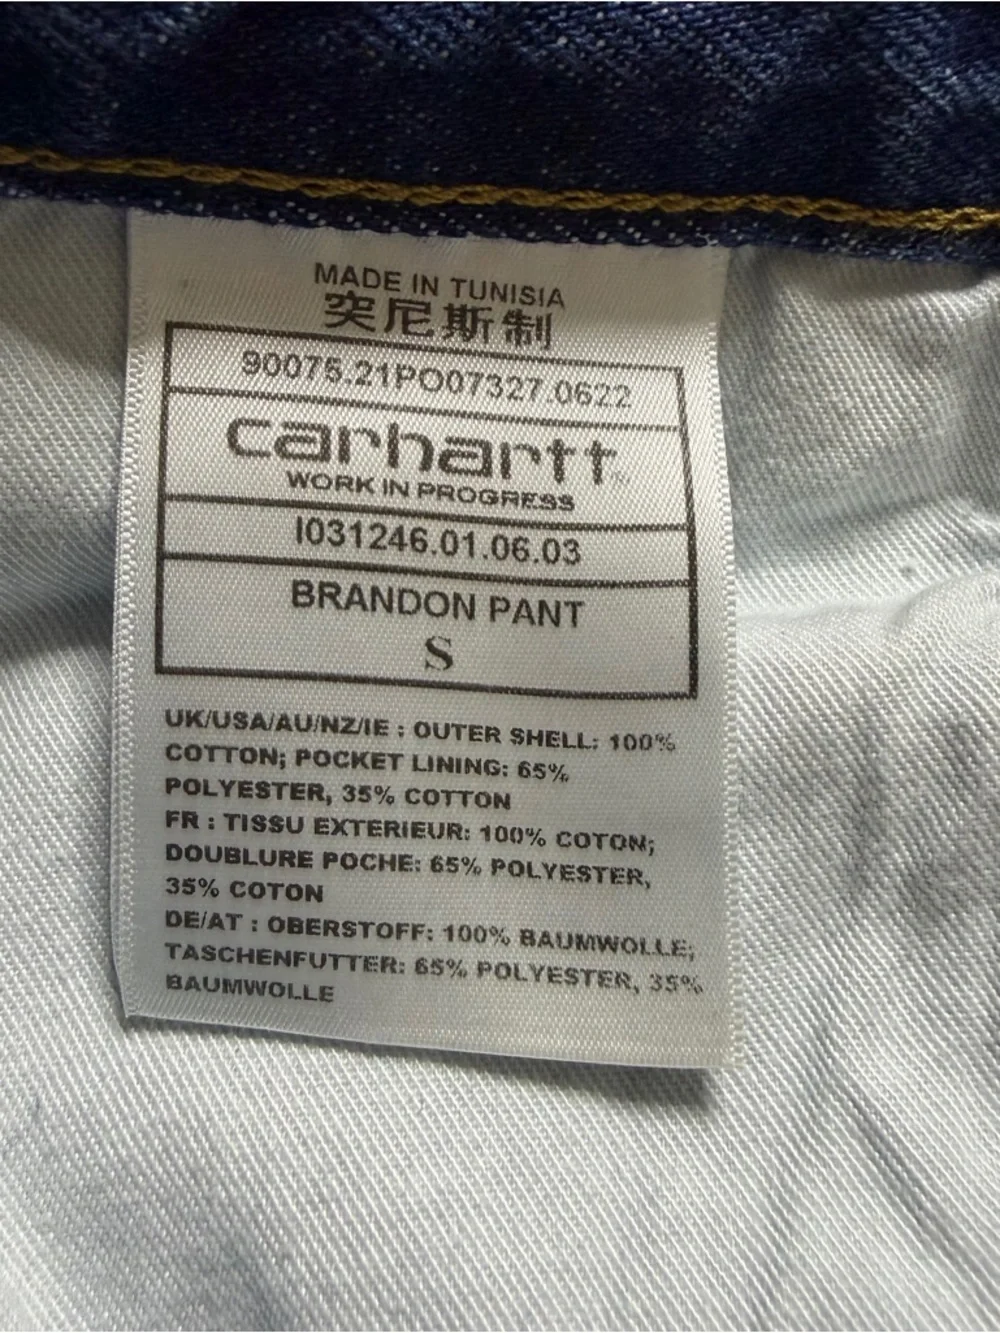 MADE IN TUNISIA
突尼斯制
90075.21PO07327.0622
carhartt
WORK IN PROGRESS
I031246.01.06.03
BRANDON PANT
S
UK/USA/AU/NZ/IE : OUTER SHELL: 100%
COTTON; POCKET LINING: 65%
POLYESTER, 35% COTTON
FR : TISSU EXTERIEUR: 100% COTON;
DOUBLURE POCHE: 65% POLYESTER,
35% COTON
DE/AT : OBERSTOFF: 100% BAUMWOLLE;
TASCHENFUTTER: 65% POLYESTER, 35%
BAUMWOLLE